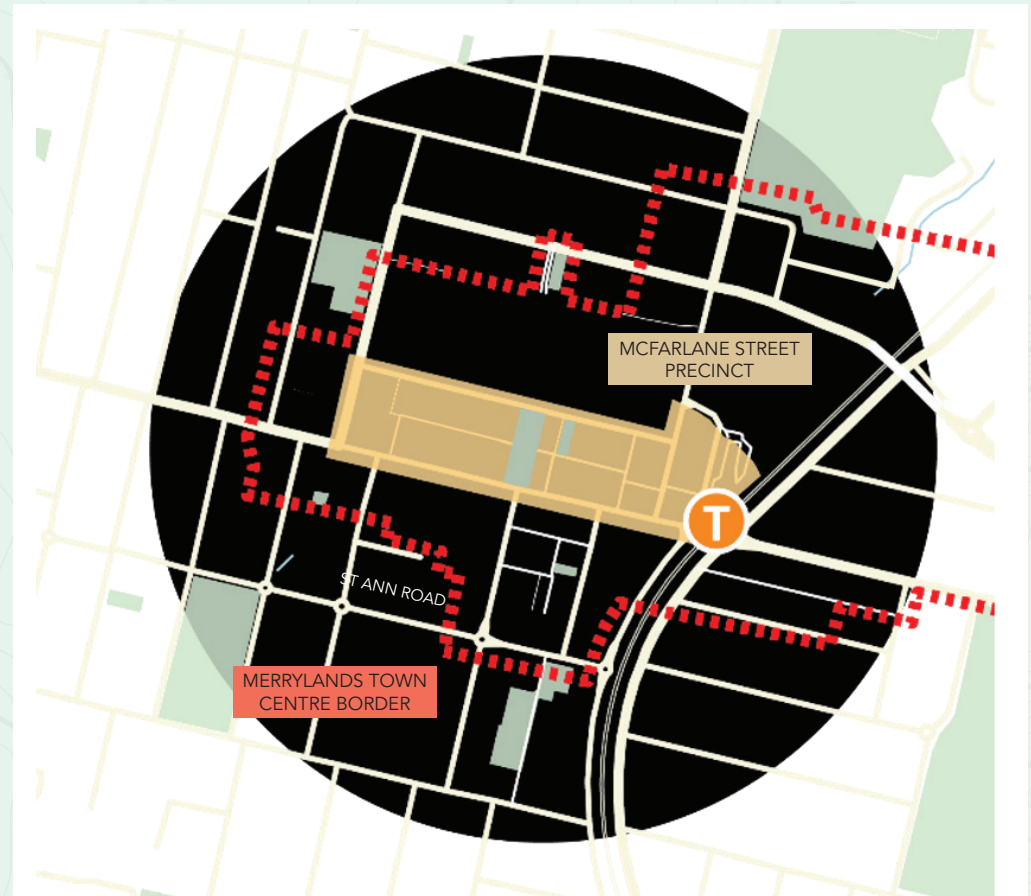 MCFARLANE STREET
PRECINCT
T
ST ANN ROAD
MERRYLANDS TOWN
CENTRE BORDER